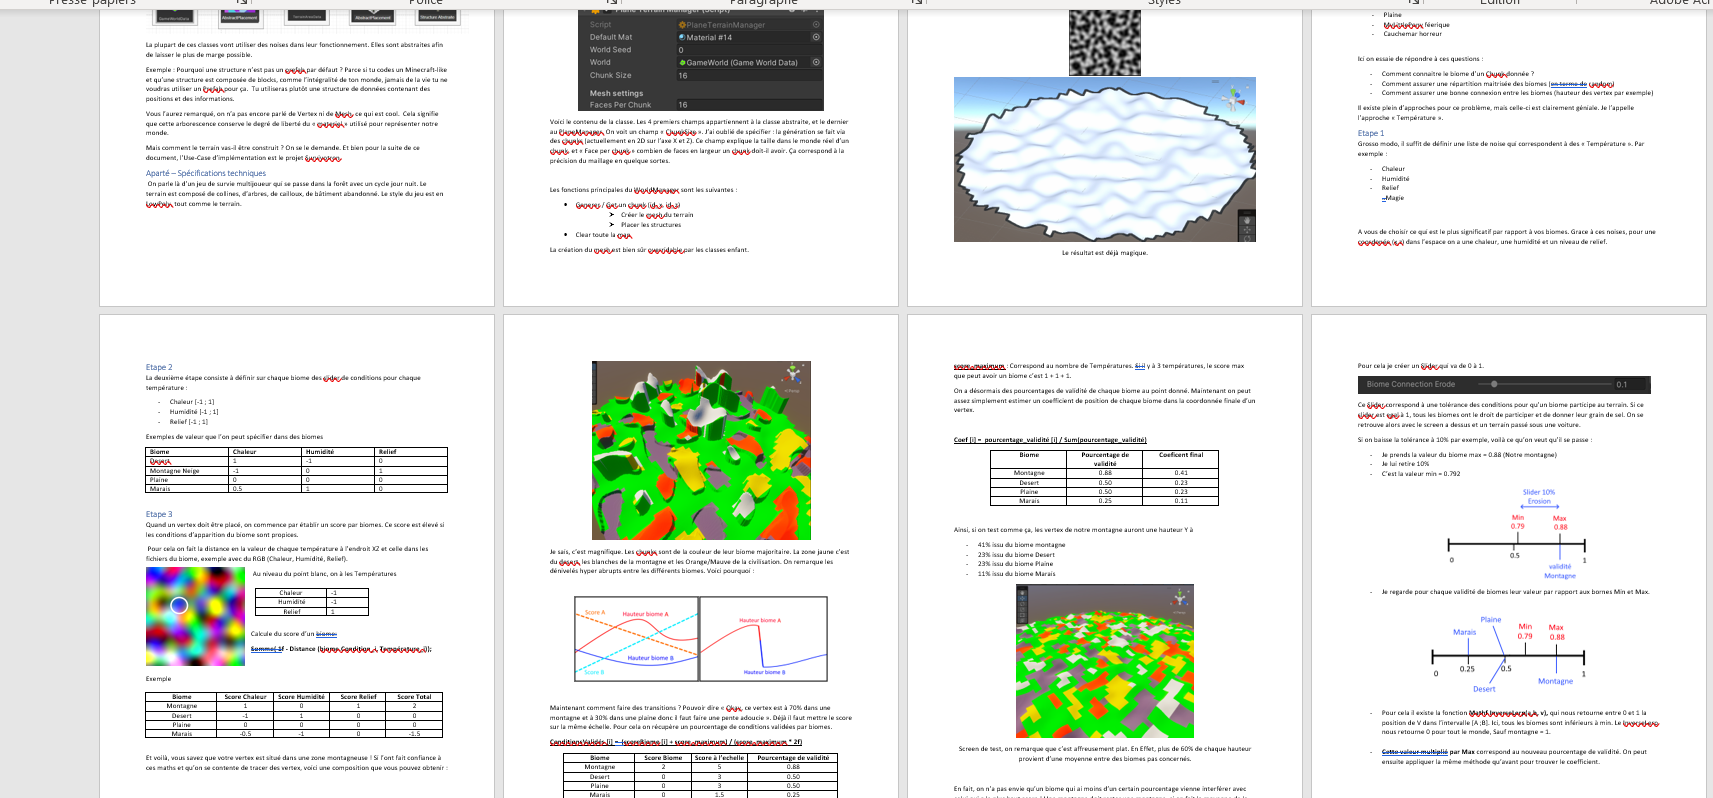 Presse-papiers
Police
Paragraphe
Styles
Édition
Adobe Acr
GameWorldData
AbstractPlacement
AbstractPlacement
Structure Abstraite
La plupart de ces classes vont utiliser des noises dans leur fonctionnement. Elles sont abstraites afin
de laisser le plus de marge possible.
Exemple : Pourquoi une structure n'est pas un prefab par défaut ? Parce si tu codes un Minecraft-like
et qu'une structure est composée de blocks, comme l'intégralité de ton monde, jamais de la vie tu ne
voudras utiliser un Prefab pour ça. Tu utiliseras plutôt une structure de données contenant des
positions et des informations.
Vous l'aurez remarqué, on n'a pas encore parlé de Vertex ni de Mesh, ce qui est cool. Cela signifie
que cette arborescence conserve le degré de liberté du « material » utilisé pour représenter notre
monde.
Mais comment le terrain vas-il être construit ? On se le demande. Et bien pour la suite de ce
document, l'Use-Case d'implémentation est le projet
Aparté – Spécifications techniques
On parle là d'un jeu de survie multijoueur qui se passe dans la forêt avec un cycle jour nuit. Le
terrain est composé de collines, d'arbres, de cailloux, de bâtiment abandonné. Le style du jeu est en
LowPoly, tout comme le terrain.
Plane Terrain Manager (Script)
Script PlaneTerrainManager
Default Mat Material #14
World Seed 0
World GameWorld (Game World Data)
Chunk Size 16
Mesh settings
Faces Per Chunk 16
Voici le contenu de la classe. Les 4 premiers champs appartiennent à la classe abstraite, et le dernier
au PlaneManager. On voit un champ « ChunkSize ». J'ai oublié de spécifier : la génération se fait via
des chunks (actuellement en 2D sur l'axe X et Z). Ce champ explique la taille dans le monde réel d'un
chunk, et « Face per chunk » combien de faces en largeur un chunk doit-il avoir. Ça correspond à la
précision du maillage en quelque sortes.
Les fonctions principales du WorldManager sont les suivantes :
• Generer / Get un chunk (id_x, id_z)
➤ Créer le mesh du terrain
➤ Placer les structures
• Clear toute la map.
La création du mesh est bien sûr overridable par les classes enfant.
Le résultat est déjà magique.
- Plaine
- féerique
- Cauchemar horreur
Ici on essaie de répondre à ces questions :
- Comment connaitre le biome d'un Chunk donnée ?
- Comment assurer une répartition maitrisée des biomes (en terme de random)
- Comment assurer une bonne connexion entre les biomes (hauteur des vertex par exemple)
Il existe plein d'approches pour ce problème, mais celle-ci est clairement géniale. Je l'appelle
l'approche « Température ».
Etape 1
Grosso modo, il suffit de définir une liste de noise qui correspondent à des « Température ». Par
exemple :
- Chaleur
- Humidité
- Relief
-Magie
A vous de choisir ce qui est le plus significatif par rapport à vos biomes. Grace à ces noises, pour une
coordonée (x,z) dans l'espace on a une chaleur, une humidité et un niveau de relief.
Etape 2
La deuxième étape consiste à définir sur chaque biome des slider de conditions pour chaque
température :
- Chaleur [-1 ; 1]
- Humidité [-1 ; 1]
- Relief [-1 ; 1]
Exemples de valeur que l'on peut spécifier dans des biomes
Biome Chaleur Humidité Relief
Desert 1 -1 0
Montagne Neige -1 0 1
Plaine 0 0 0
Marais 0.5 1 0
Etape 3
Quand un vertex doit être placé, on commence par établir un score par biomes. Ce score est élevé si
les conditions d'apparition du biome sont propices.
Pour cela on fait la distance en la valeur de chaque température à l'endroit XZ et celle dans les
fichiers du biome, exemple avec du RGB (Chaleur, Humidité, Relief).
Au niveau du point blanc, on à les Températures
Chaleur -1
Humidité -1
Relief 1
Calcule du score d'un biome:
Somme( 1f - Distance (biome.Condition_i, Température_i));
Exemple
Biome Score Chaleur Score Humidité Score Relief Score Total
Montagne 1 0 1 2
Desert -1 1 0 0
Plaine 0 0 0 0
Marais -0.5 -1 0 -1.5
Et voilà, vous savez que votre vertex est situé dans une zone montagneuse ! Si l'ont fait confiance à
ces maths et qu'on se contente de tracer des vertex, voici une composition que vous pouvez obtenir :
Je sais, c'est magnifique. Les chunks sont de la couleur de leur biome majoritaire. La zone jaune c'est
du desert, les blanches de la montagne et les Orange/Mauve de la civilisation. On remarque les
dénivelés hyper abrupts entre les différents biomes. Voici pourquoi :
Score A
Hauteur biome A
Hauteur biome B
Score B
Hauteur biome A
Hauteur biome B
Maintenant comment faire des transitions ? Pouvoir dire « Okay, ce vertex est à 70% dans une
montagne et à 30% dans une plaine donc il faut faire une pente adoucie ». Déjà il faut mettre le score
sur la même échelle. Pour cela on récupère un pourcentage de conditions validées par biomes.
ConditionsValidés [i] = (scoreBiome [i] + score_maximum) / (score_maximum * 2f)
Biome Score Biome Score à l'echelle Pourcentage de validité
Montagne 2 5 0.88
Desert 0 3 0.50
Plaine 0 3 0.50
Marais 0 1.5 0.25
score_maximum : Correspond au nombre de Températures. Si il y à 3 températures, le score max
que peut avoir un biome c'est 1 + 1 + 1.
On a désormais des pourcentages de validité de chaque biome au point donné. Maintenant on peut
assez simplement estimer un coefficient de position de chaque biome dans la coordonnée finale d'un
vertex.
Coef [i] = pourcentage_validité [i] / Sum(pourcentage_validité)
Biome Pourcentage de validité Coeficent final
Montagne 0.88 0.41
Desert 0.50 0.23
Plaine 0.50 0.23
Marais 0.25 0.11
Ainsi, si on test comme ça, les vertex de notre montagne auront une hauteur Y à
- 41% issu du biome montagne
- 23% issu du biome Desert
- 23% issu du biome Plaine
- 11% issu du biome Marais
Screen de test, on remarque que c'est affreusement plat. En Effet, plus de 60% de chaque hauteur
provient d'une moyenne entre des biomes pas concernés.
En fait, on n'a pas envie qu'un biome qui ai moins d'un certain pourcentage vienne interférer avec
Pour cela je créer un Slider, qui va de 0 à 1.
Biome Connection Erode 0.1
Ce Slider correspond à une tolérance des conditions pour qu'un biome participe au terrain. Si ce
slider est egal à 1, tous les biomes ont le droit de participer et de donner leur grain de sel. On se
retrouve alors avec le screen a dessus et un terrain passé sous une voiture.
Si on baisse la tolérance à 10% par exemple, voilà ce qu'on veut qu'il se passe :
- Je prends la valeur du biome max = 0.88 (Notre montagne)
- Je lui retire 10%
- C'est la valeur min = 0.792
Slider 10%
Erosion
Min
0.79
Max
0.88
0
0.5
1
validité
Montagne
- Je regarde pour chaque validité de biomes leur valeur par rapport aux bornes Min et Max.
Plaine
Marais
Min
0.79
Max
0.88
0
0.25
0.5
1
Desert
Montagne
- Pour cela il existe la fonction Mathf.InverseLerp(a, b, v), qui nous retourne entre 0 et 1 la
position de V dans l'intervalle [A ;B]. Ici, tous les biomes sont inférieurs à min. Le InverseLerp
nous retourne 0 pour tout le monde, Sauf montagne = 1.
- Cette valeur multiplié par Max correspond au nouveau pourcentage de validité. On peut
ensuite appliquer la même méthode qu'avant pour trouver le coefficient.